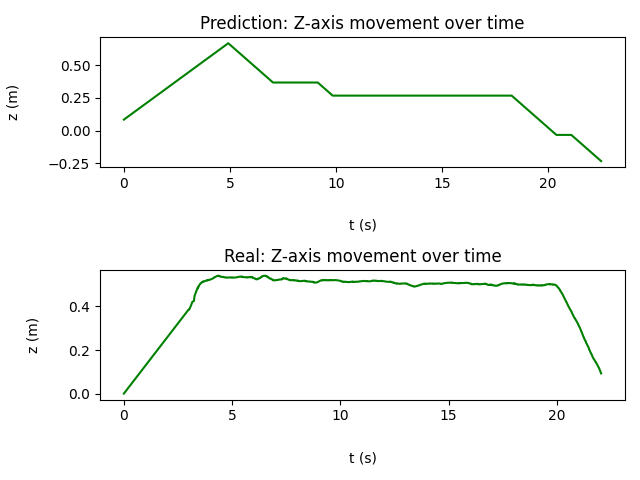 Prediction: Z-axis movement over time
z (m)
0.50
0.25
0.00
−0.25
0 5 10 15 20
t (s)
Real: Z-axis movement over time
z (m)
0.4
0.2
0.0
0 5 10 15 20
t (s)